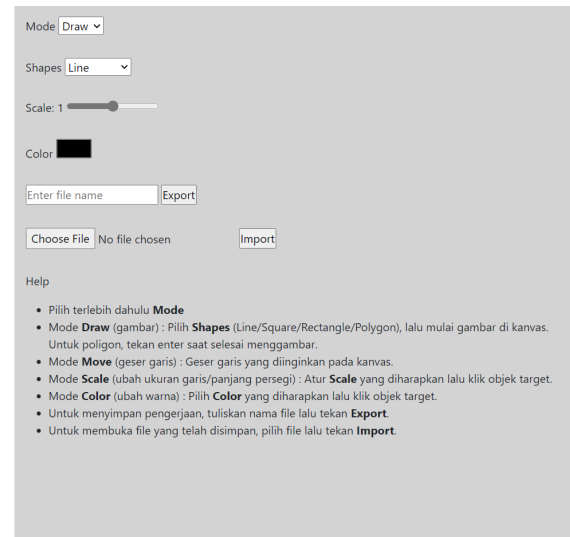 Mode Draw
Shapes Line
Scale: 1
Color
Enter file name Export
Choose File No file chosen Import
Help
Pilih terlebih dahulu Mode
Mode Draw (gambar) : Pilih Shapes (Line/Square/Rectangle/Polygon), lalu mulai gambar di kanvas.
Untuk poligon, tekan enter saat selesai menggambar.
Mode Move (geser garis) : Geser garis yang diinginkan pada kanvas.
Mode Scale (ubah ukuran garis/panjang persegi) : Atur Scale yang diharapkan lalu klik objek target.
Mode Color (ubah warna) : Pilih Color yang diharapkan lalu klik objek target.
Untuk menyimpan pengerjaan, tuliskan nama file lalu tekan Export.
Untuk membuka file yang telah disimpan, pilih file lalu tekan Import.